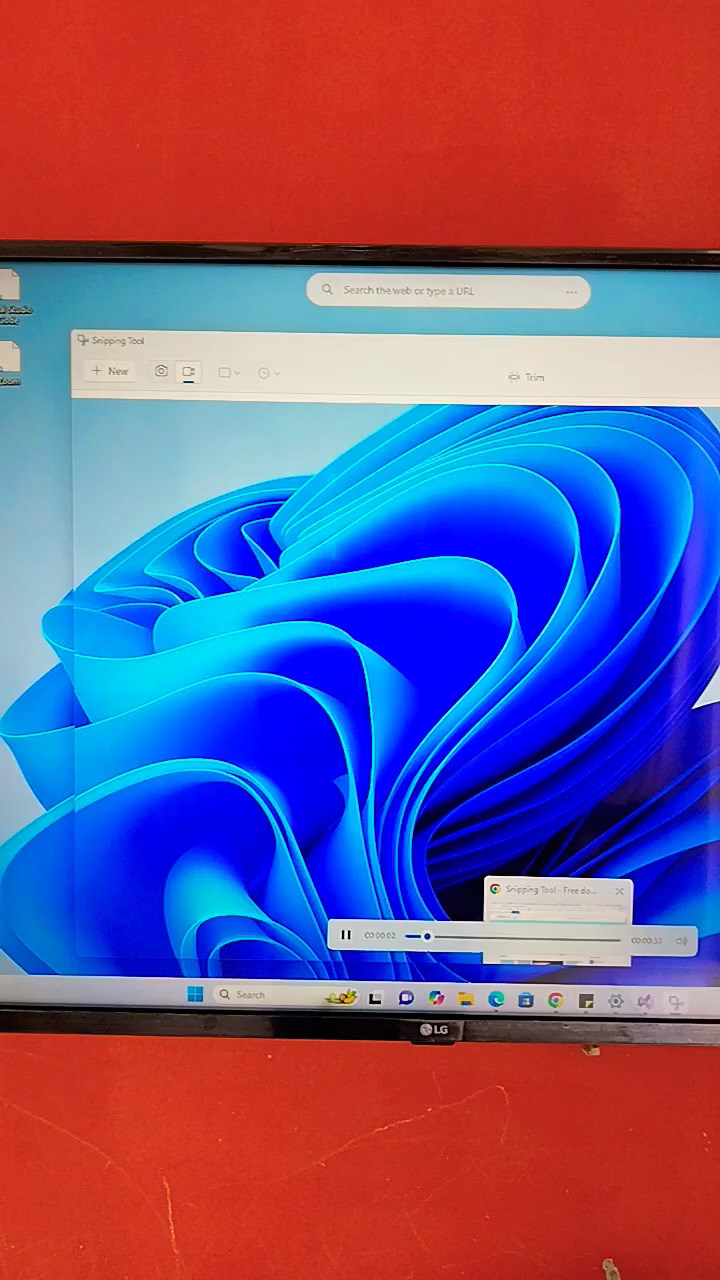 Search the web or type a URL
Snipping Tool
New
Trim
Snipping Tool - Free do...
00:00:02
00:00:35
Search
LG